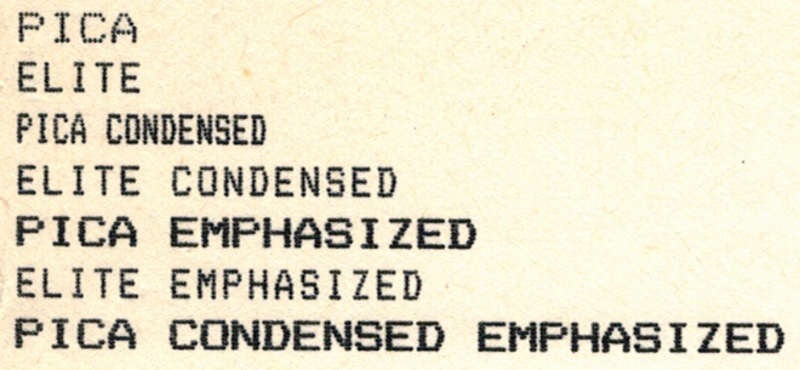 PICA
ELITE
PICA CONDENSED
ELITE CONDENSED
PICA EMPHASIZED
ELITE EMPHASIZED
PICA CONDENSED EMPHASIZED